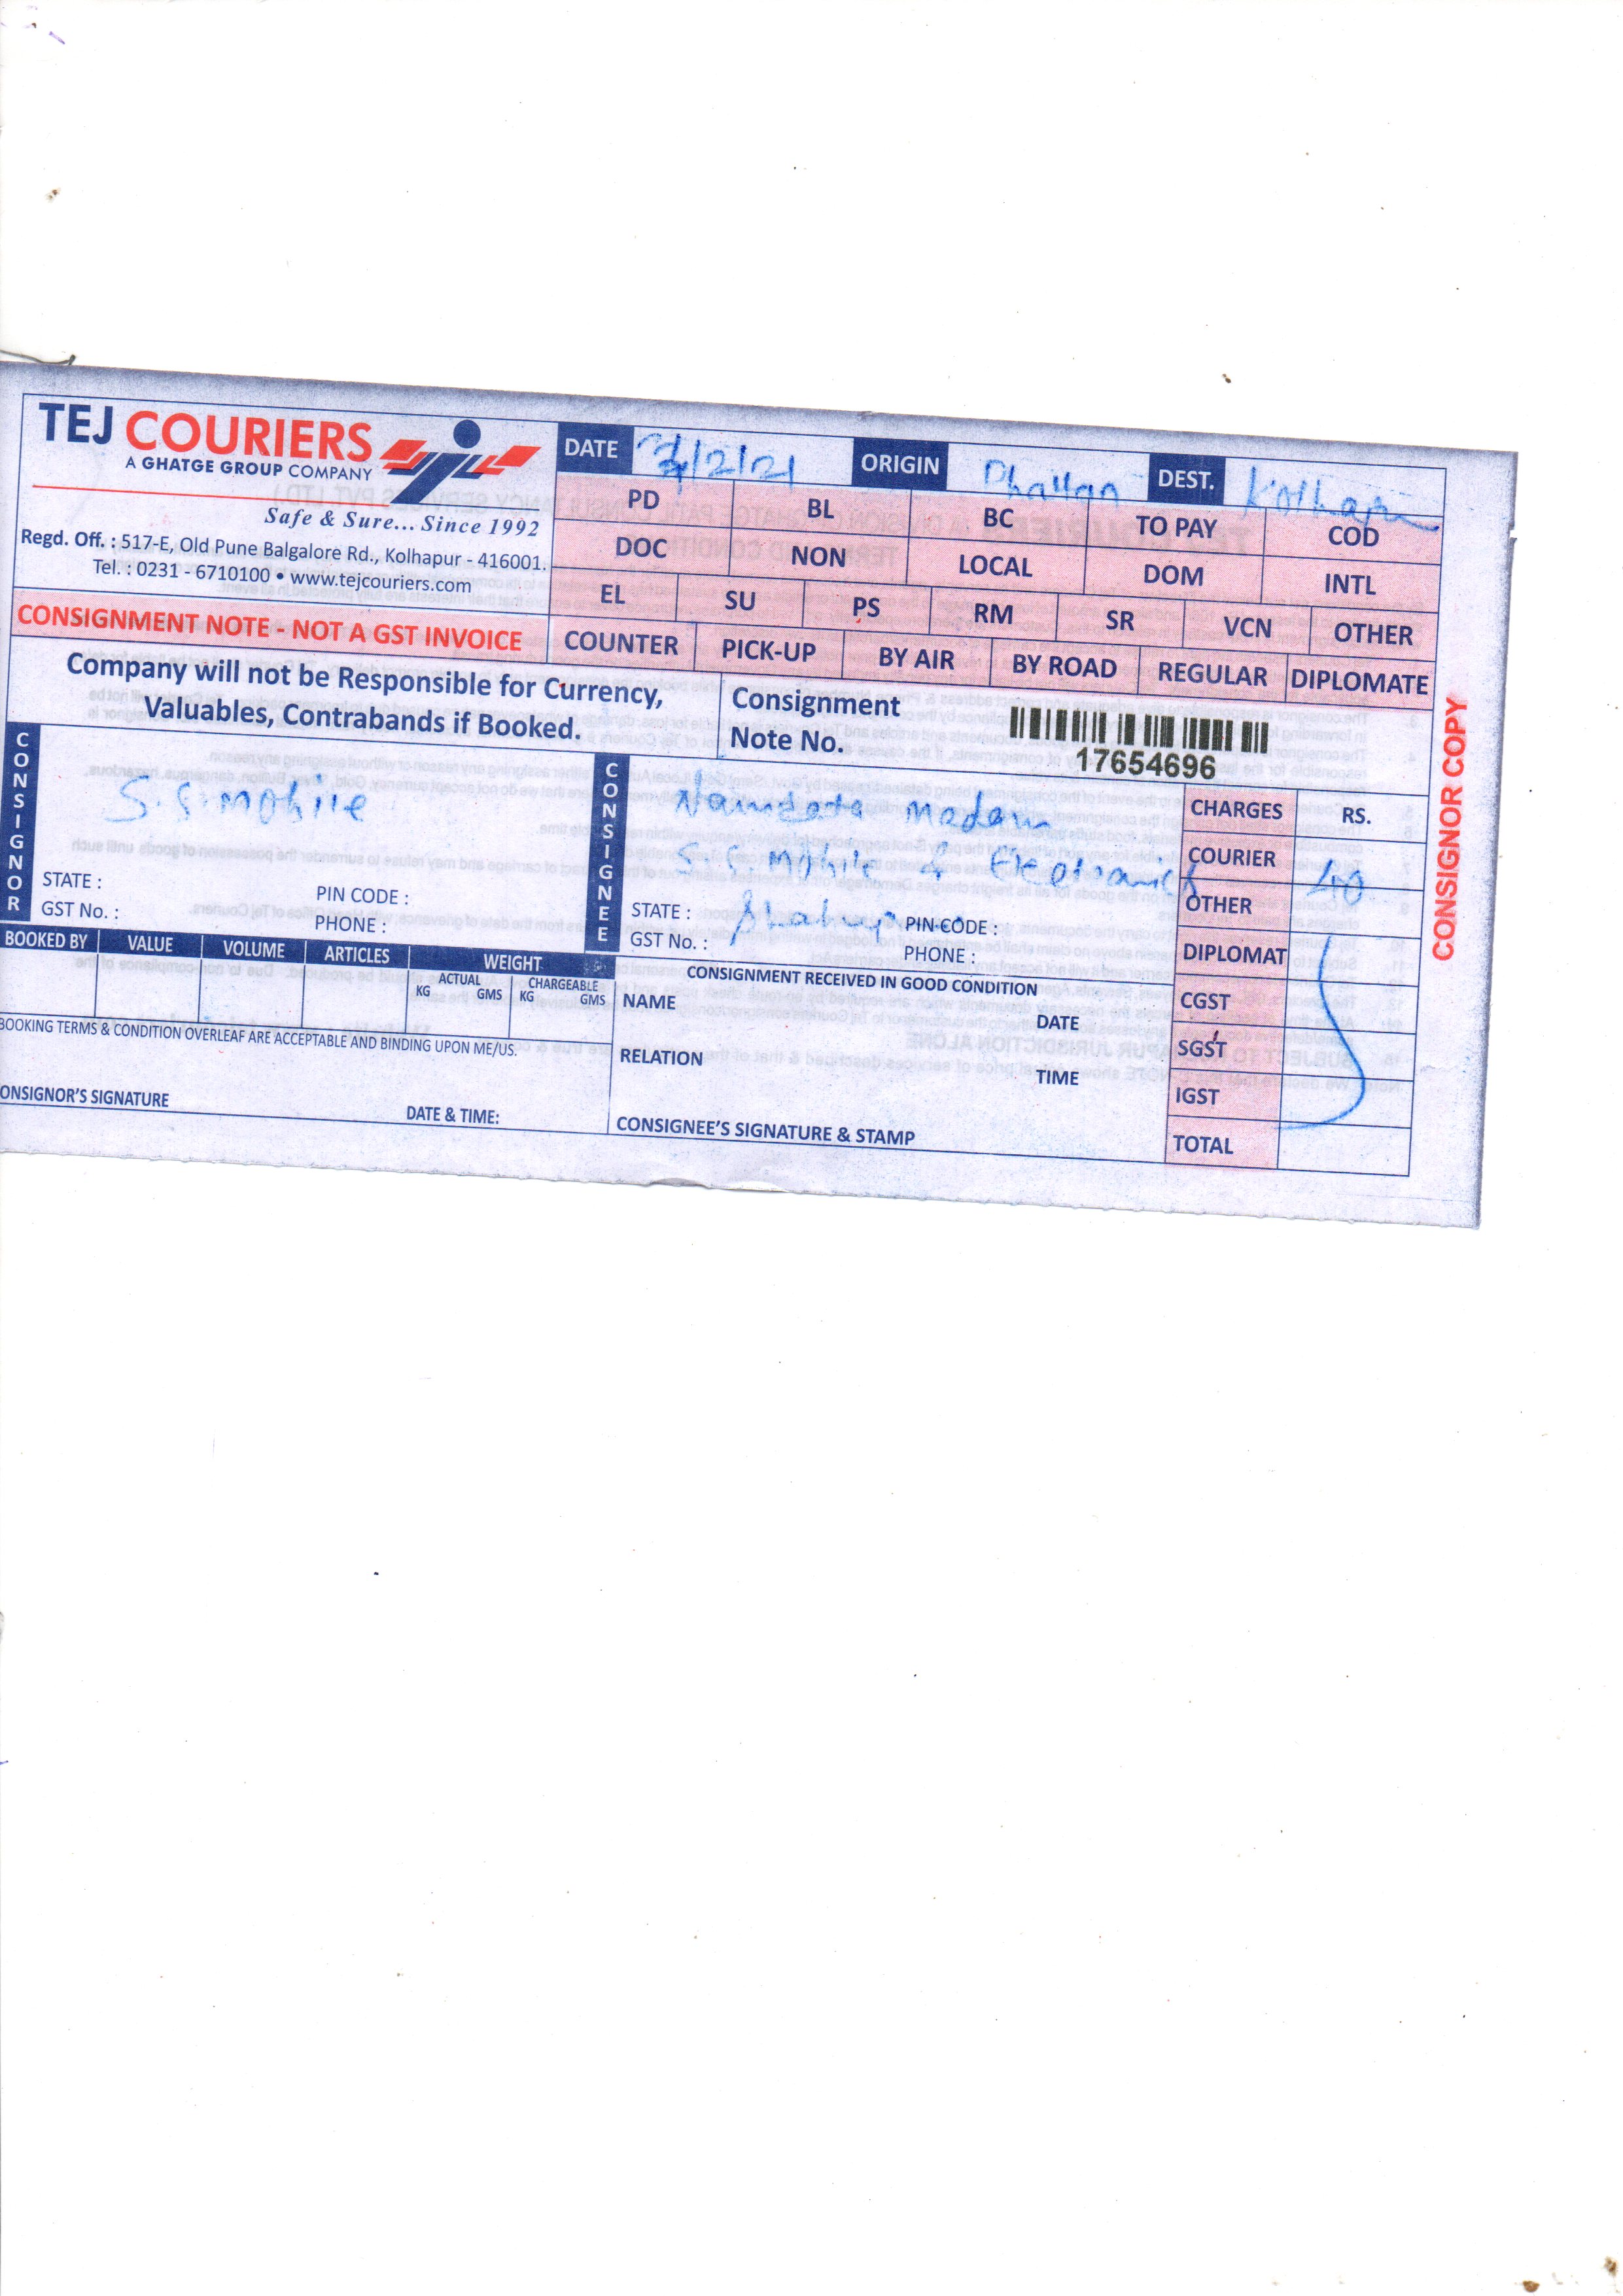 TEJ COURIERS
A GHATGE GROUP COMPANY
Safe & Sure... Since 1992
Regd. Off. : 517-E, Old Pune Balgalore Rd., Kolhapur - 416001.
Tel. : 0231 - 6710100 • www.tejcouriers.com
CONSIGNMENT NOTE - NOT A GST INVOICE
DATE /2/21 ORIGIN DEST.
PD BL BC TO PAY COD
DOC NON LOCAL DOM INTL
EL SU PS RM SR VCN OTHER
COUNTER PICK-UP BY AIR BY ROAD REGULAR DIPLOMATE
Company will not be Responsible for Currency,
Valuables, Contrabands if Booked.
Consignment
Note No.
17654696
CONSIGNOR
S.S.Mobile
STATE :
PIN CODE :
GST No. :
PHONE :
CONSIGNEE
Madam
S.S.Mobile &
STATE :
PIN CODE :
GST No. :
PHONE :
CHARGES RS.
COURIER 40
OTHER
DIPLOMAT
CGST
SGST
IGST
TOTAL
BOOKED BY VALUE VOLUME ARTICLES WEIGHT
ACTUAL CHARGEABLE
KG GMS KG GMS
BOOKING TERMS & CONDITION OVERLEAF ARE ACCEPTABLE AND BINDING UPON ME/US.
ONSIGNOR'S SIGNATURE
DATE & TIME:
CONSIGNMENT RECEIVED IN GOOD CONDITION
NAME
DATE
RELATION
TIME
CONSIGNEE'S SIGNATURE & STAMP
CONSIGNOR COPY